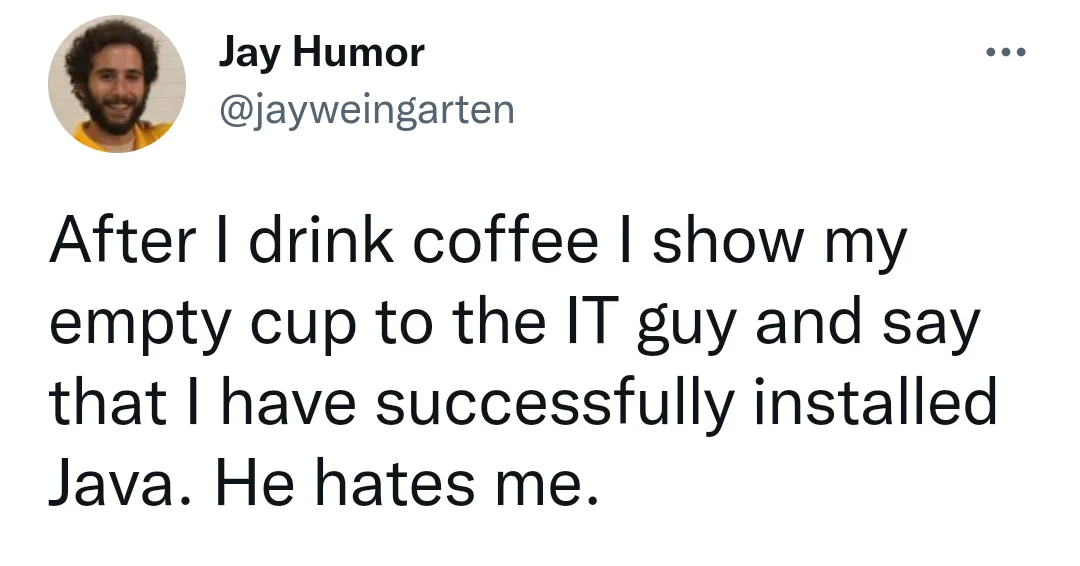 Jay Humor
@jayweingarten
After I drink coffee I show my
empty cup to the IT guy and say
that I have successfully installed
Java. He hates me.